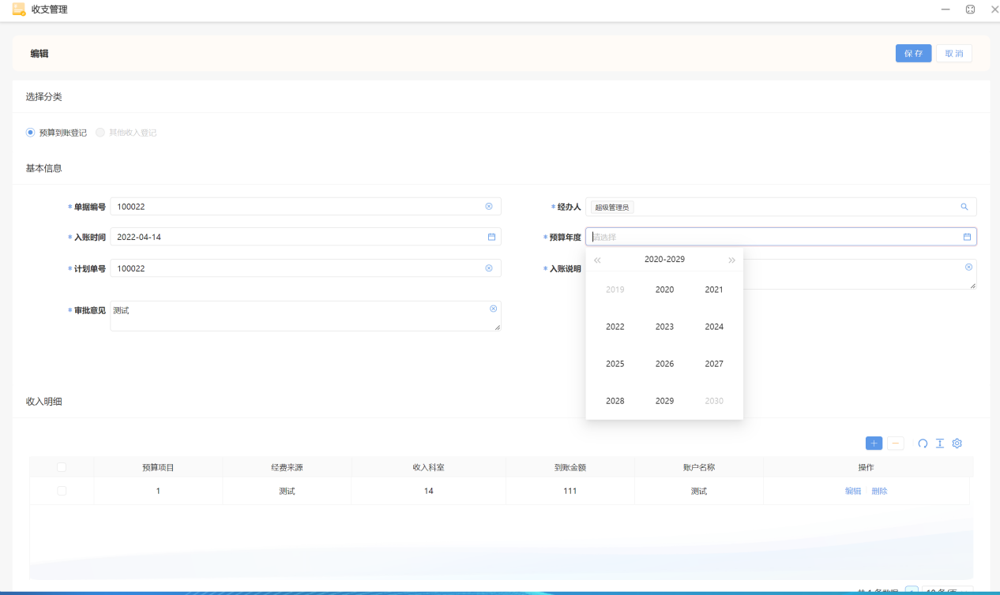 收支管理
编辑
保 存
取 消
选择分类
预算到账登记 其他收入登记
基本信息
* 单据编号 100022
* 经办人 超级管理员
* 入账时间 2022-04-14
* 预算年度 请选择
* 计划单号 100022
* 入账说明
2020-2029
2019 2020 2021
2022 2023 2024
2025 2026 2027
2028 2029 2030
* 审批意见 测试
收入明细
预算项目 经费来源 收入科室 到账金额 账户名称 操作
1 测试 14 111 测试 编辑 删除